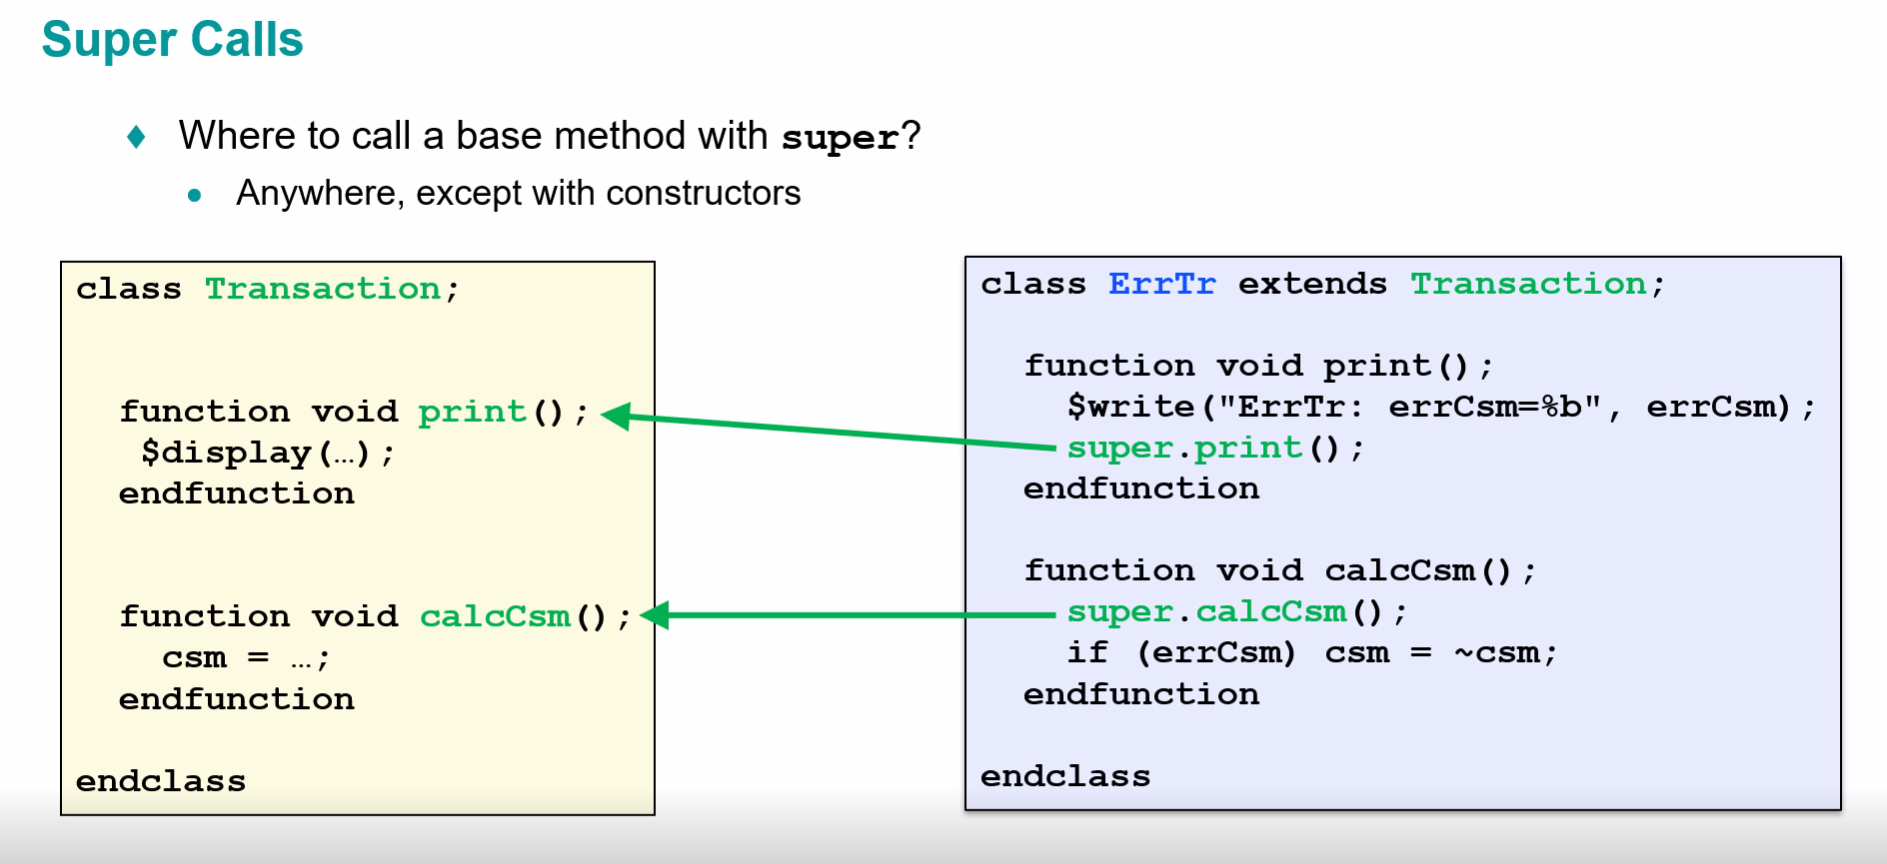 Super Calls
Where to call a base method with super?
Anywhere, except with constructors
class Transaction;
function void print();
$display(…);
endfunction
function void calcCsm();
csm = …;
endfunction
endclass
class ErrTr extends Transaction;
function void print();
$write("ErrTr: errCsm=%b", errCsm);
super.print();
endfunction
function void calcCsm();
super.calcCsm();
if (errCsm) csm = ~csm;
endfunction
endclass